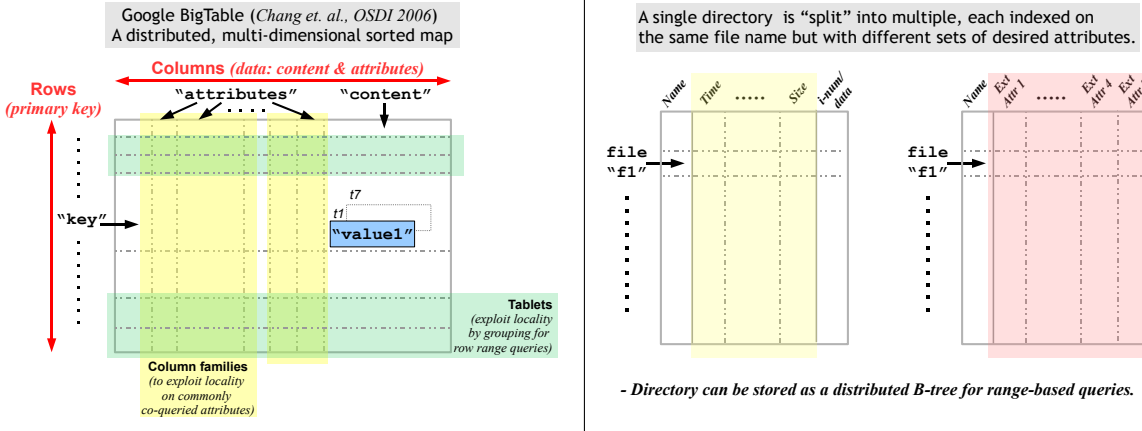 Google BigTable (Chang et. al., OSDI 2006)
A distributed, multi-dimensional sorted map
Columns (data: content & attributes)
Rows
(primary key)
“attributes”
“content”
“key”
t7
t1
“value1”
Tablets
(exploit locality
by grouping for
row range queries)
Column families
(to exploit locality
on commonly
co-queried attributes)
A single directory is “split” into multiple, each indexed on
the same file name but with different sets of desired attributes.
Name
Time
.....
Size
i-num/
data
file
“f1”
Name
Ext
Attr 1
.....
Ext
Attr 4
Ext
file
“f1”
- Directory can be stored as a distributed B-tree for range-based queries.